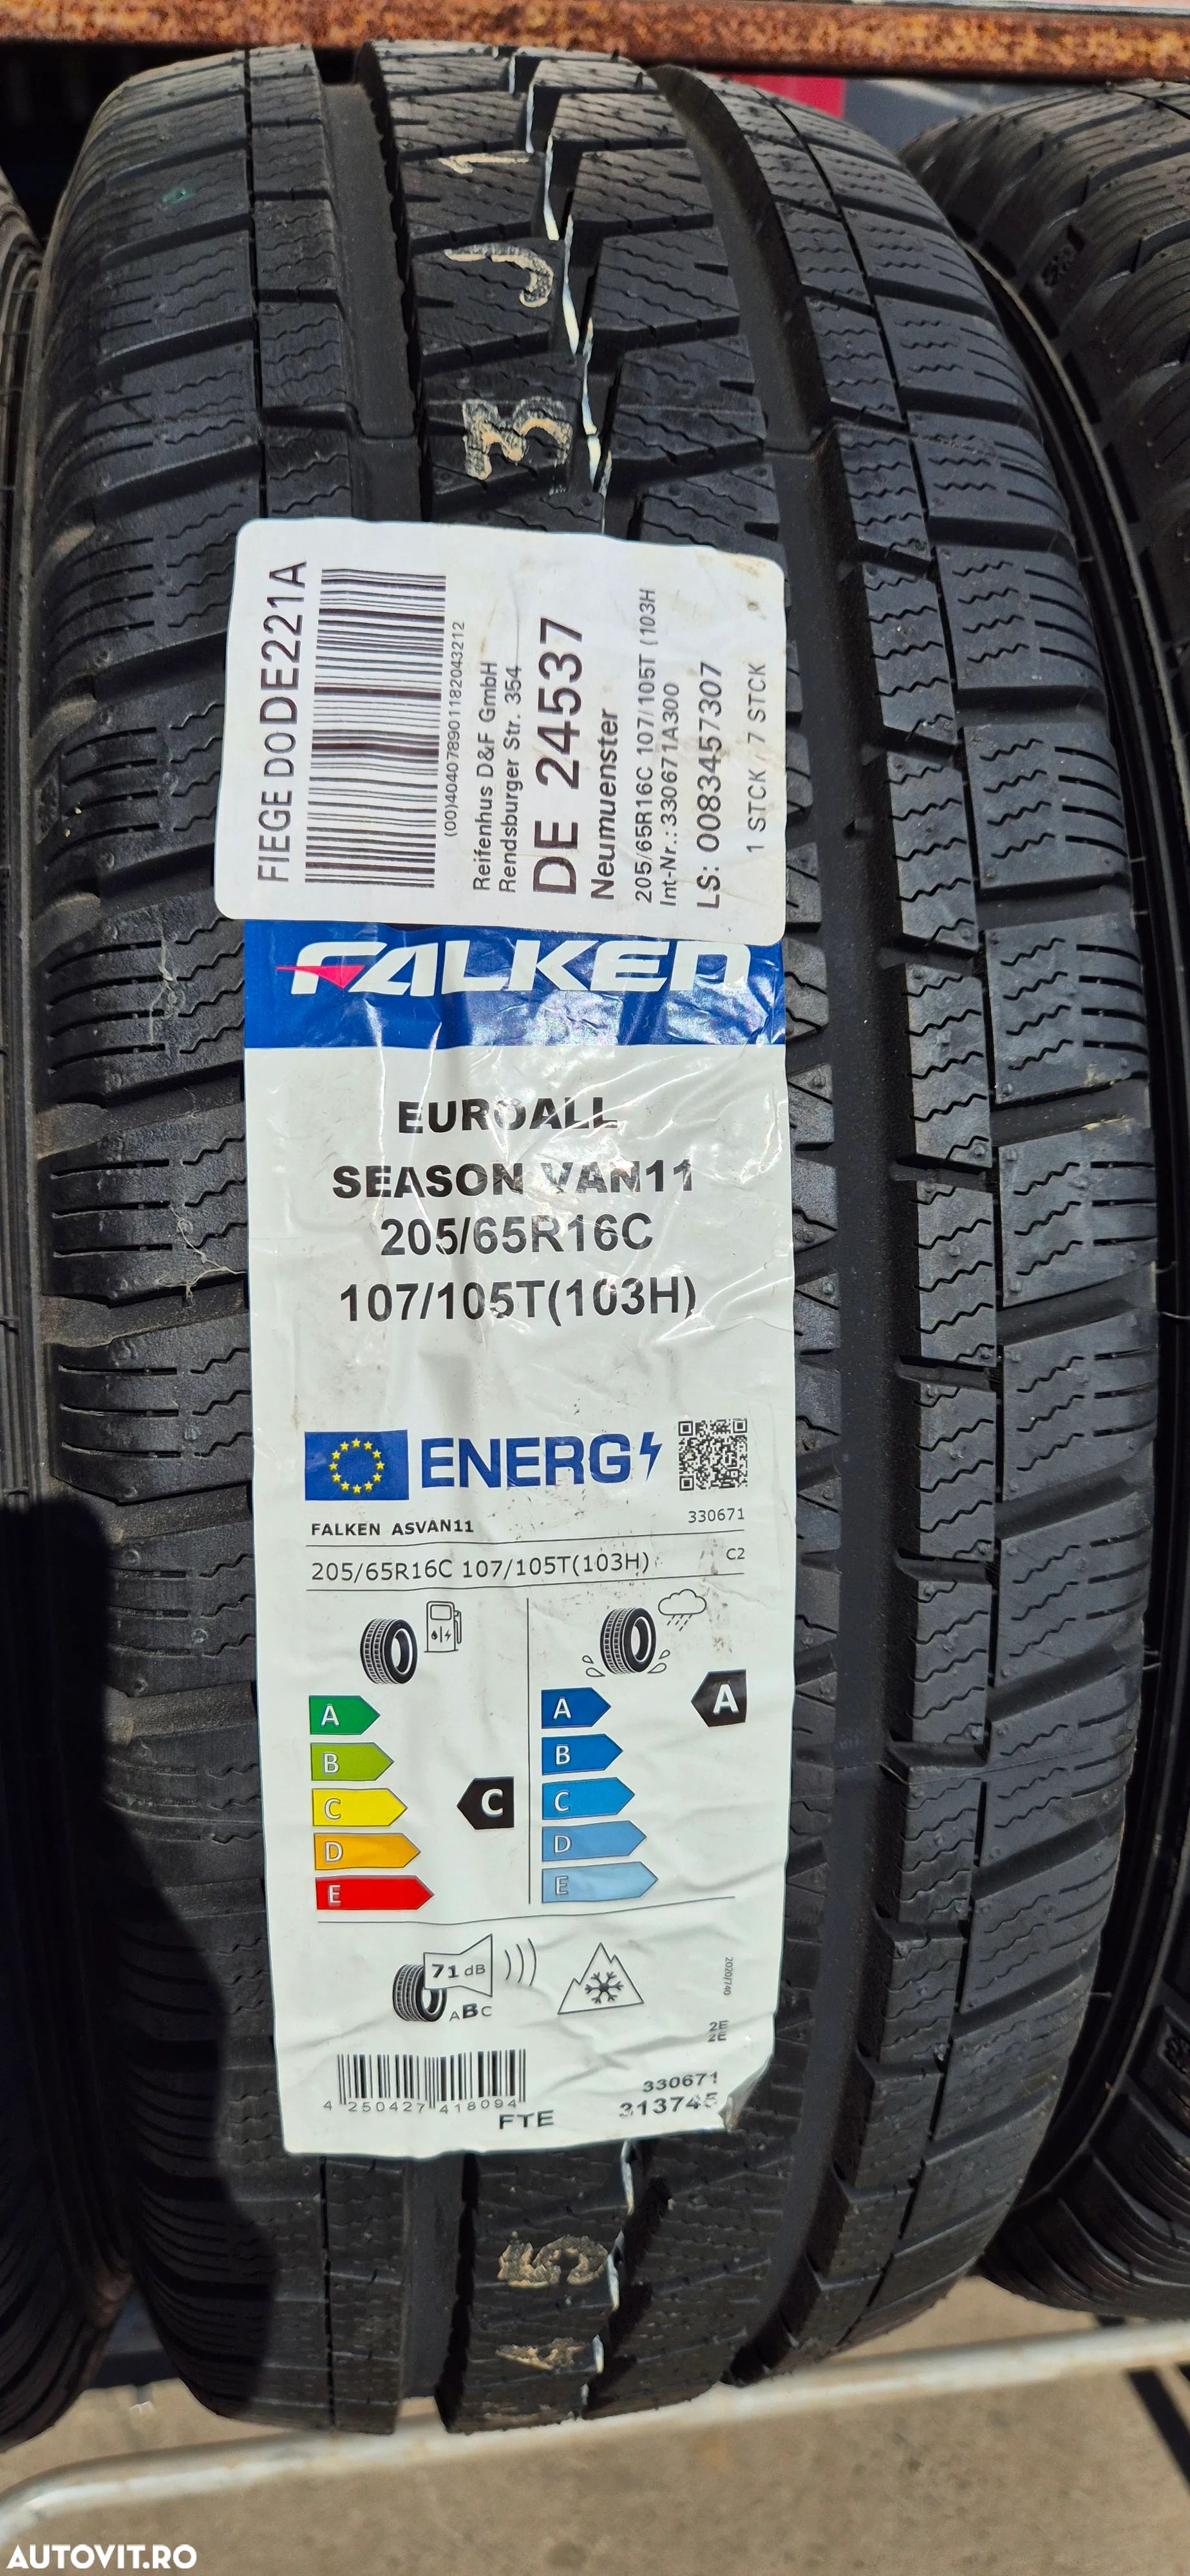 FIEGE DODE221A
(00)404078901182043212
Reifenhus D&F GmbH
Rendsburger Str. 354
DE 24537
Neumuenster
205/65R16C 107/105T (103H
Int-Nr.: 330671A300
LS: 0083457307
1 STCK / 7 STCK
FALKEN
EUROALL
SEASON VAN11
205/65R16C
107/105T(103H)
ENERG
FALKEN ASVAN11
330671
205/65R16C 107/105T(103H)
C2
A
B
C
D
E
C
A
B
C
D
E
A
71 dB
ABC
2020/740
4 250427 418094
FTE
330671
313745
AUTOVIT.RO